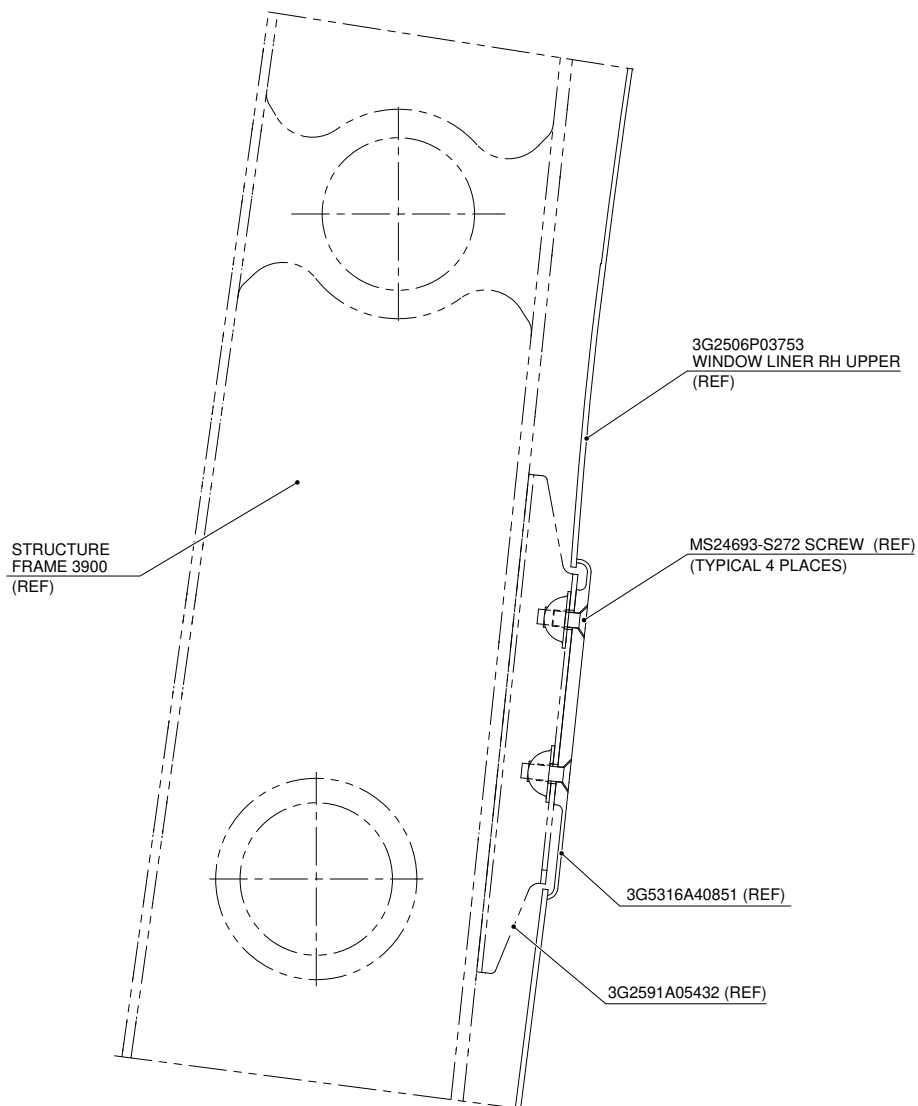 3G2506P03753
WINDOW LINER RH UPPER
(REF)
STRUCTURE
FRAME 3900
(REF)
MS24693-S272 SCREW (REF)
(TYPICAL 4 PLACES)
3G5316A40851 (REF)
3G2591A05432 (REF)